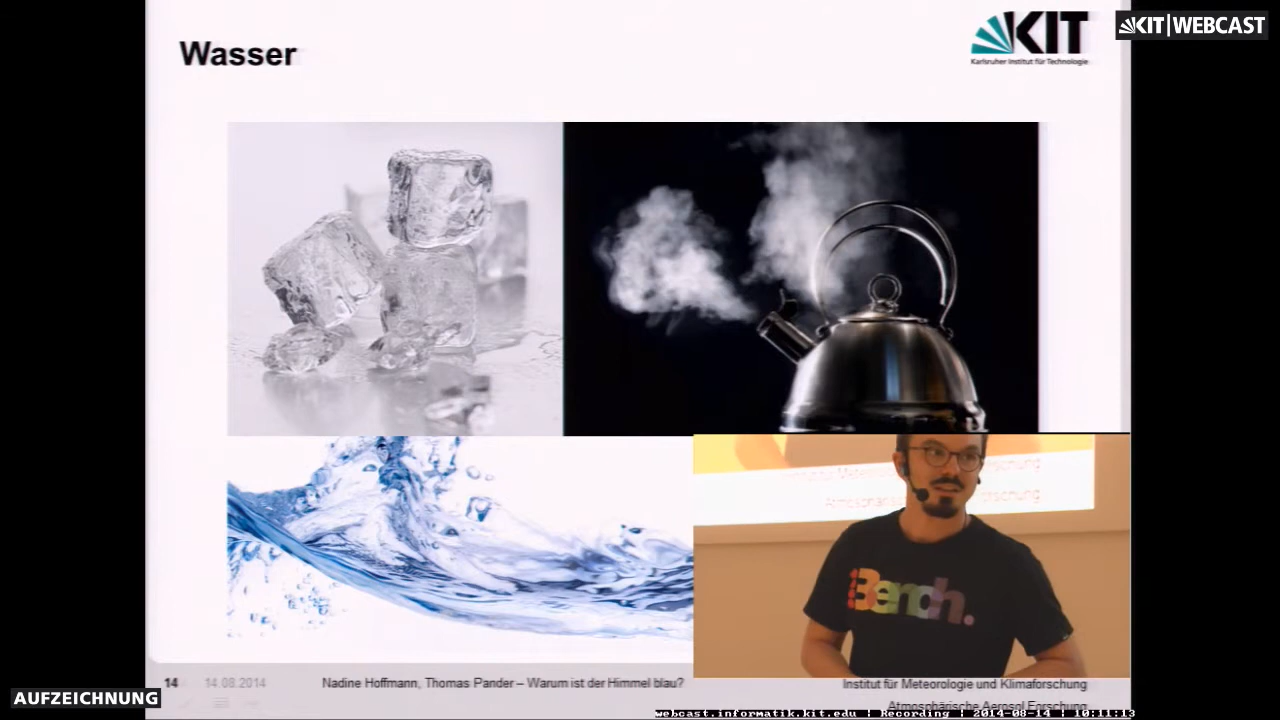 KIT|WEBCAST
KIT
Karlsruher Institut für Technologie
Wasser
Bench.
14
14.08.2014
Nadine Hoffmann, Thomas Pander – Warum ist der Himmel blau?
Institut für Meteorologie und Klimaforschung
Atmosphärische Aerosol Forschung
AUFZEICHNUNG
webcast.informatik.kit.edu | Recording | 2014-08-14 | 10:11:13